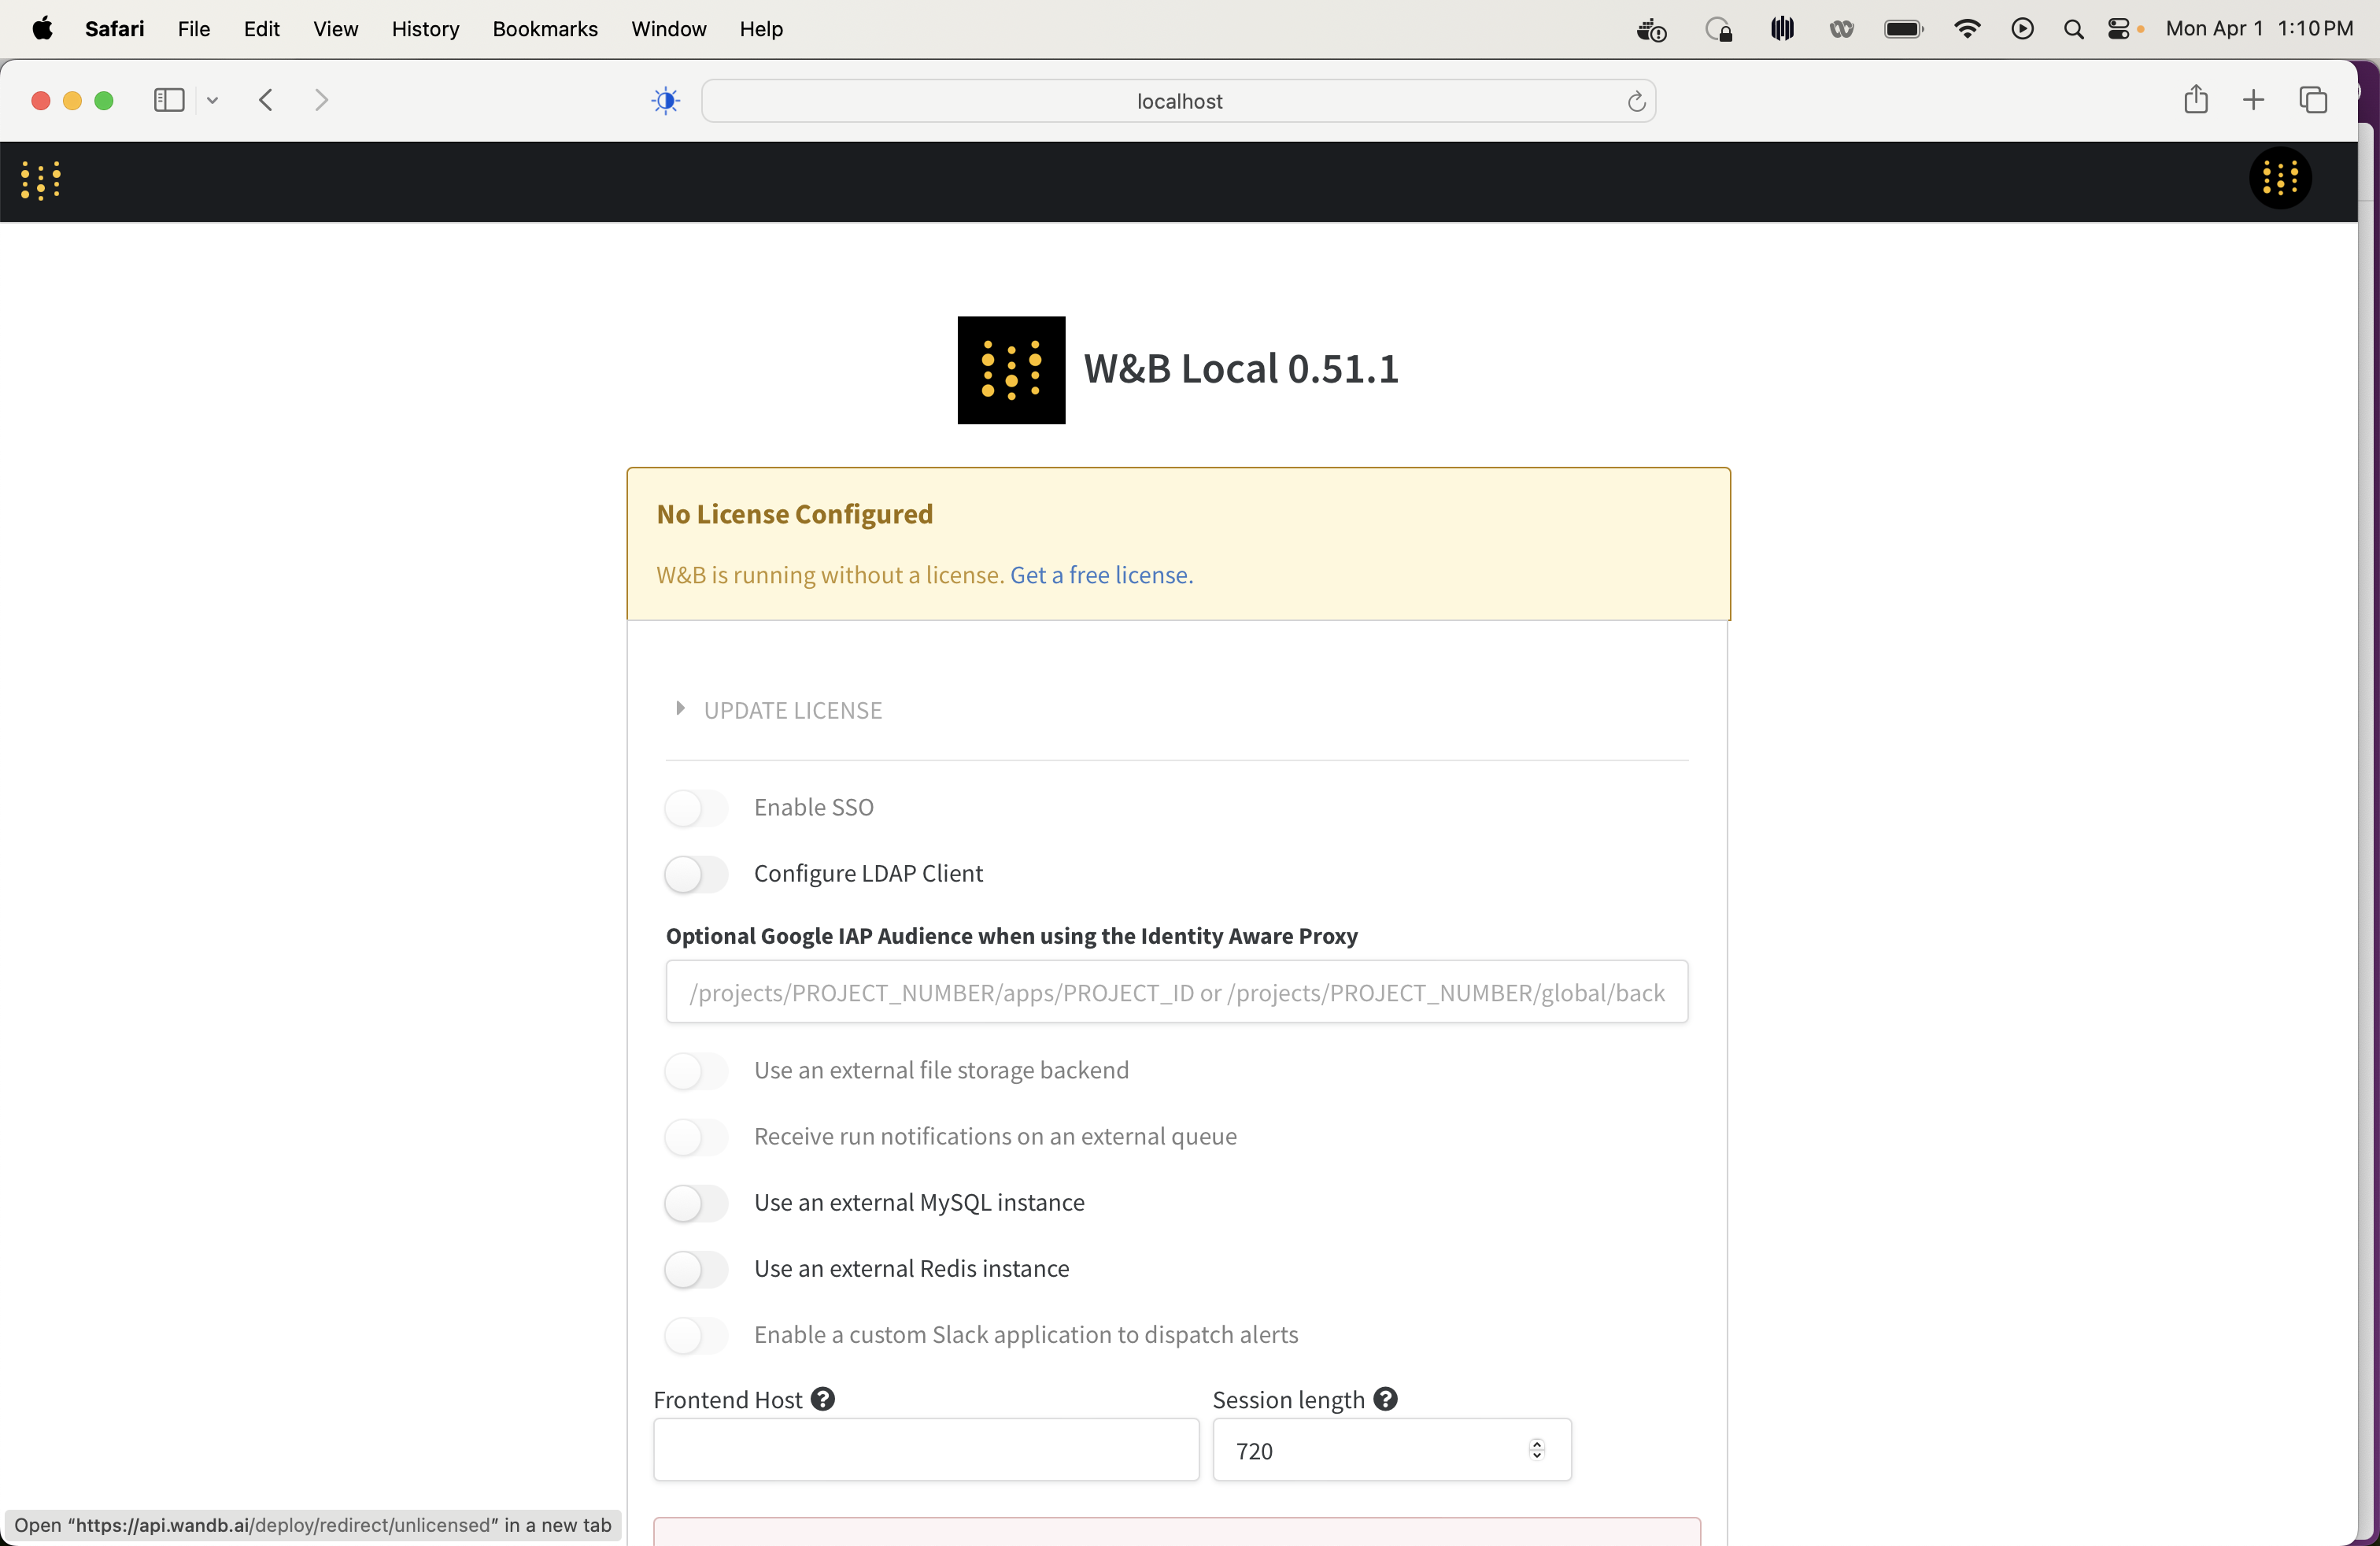 Safari File Edit View History Bookmarks Window Help Mon Apr 1 1:10 PM
localhost
W&B Local 0.51.1
No License Configured
W&B is running without a license. Get a free license.
UPDATE LICENSE
Enable SSO
Configure LDAP Client
Optional Google IAP Audience when using the Identity Aware Proxy
/projects/PROJECT_NUMBER/apps/PROJECT_ID or /projects/PROJECT_NUMBER/global/back
Use an external file storage backend
Receive run notifications on an external queue
Use an external MySQL instance
Use an external Redis instance
Enable a custom Slack application to dispatch alerts
Frontend Host ? Session length ?
720
Open “https://api.wandb.ai/deploy/redirect/unlicensed” in a new tab